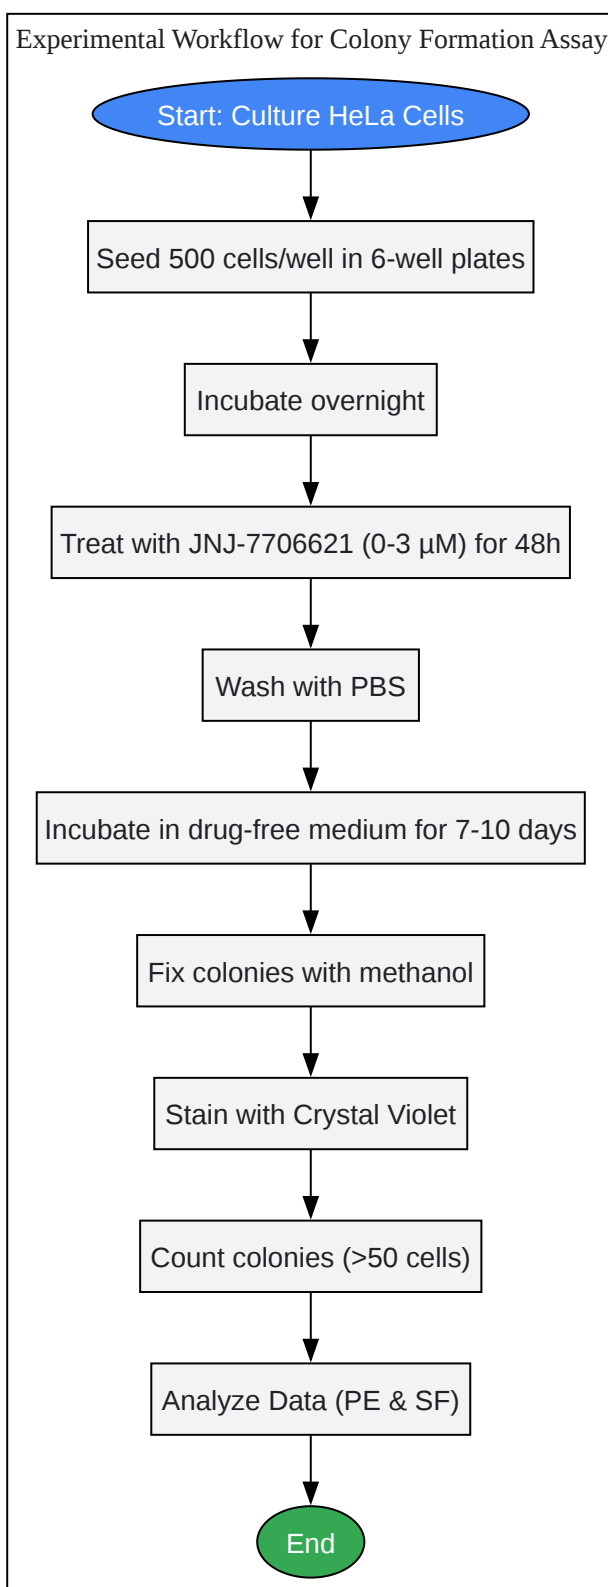 Experimental Workflow for Colony Formation Assay
Start: Culture HeLa Cells
Seed 500 cells/well in 6-well plates
Incubate overnight
Treat with JNJ-7706621 (0-3 µM) for 48h
Wash with PBS
Incubate in drug-free medium for 7-10 days
Fix colonies with methanol
Stain with Crystal Violet
Count colonies (>50 cells)
Analyze Data (PE & SF)
End